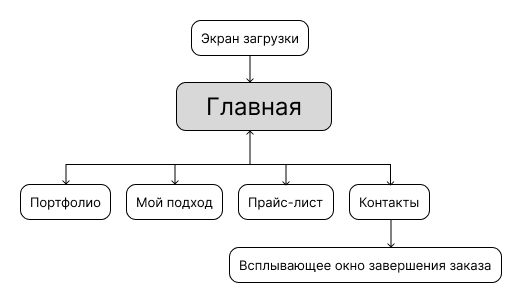 Экран загрузки
Главная
Портфолио
Мой подход
Прайс-лист
Контакты
Всплывающее окно завершения заказа